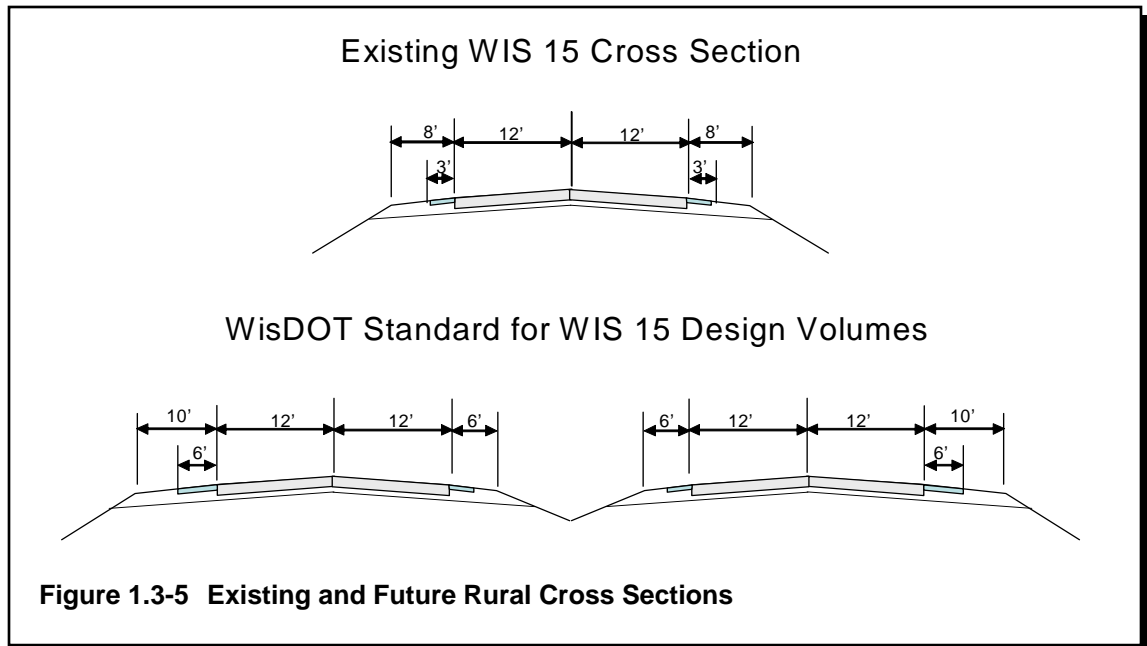 Existing WIS 15 Cross Section
8’ 12’ 12’ 8’
3’ 3’
WisDOT Standard for WIS 15 Design Volumes
10’ 12’ 12’ 6’ 6’ 12’ 12’ 10’
6’ 6’
Figure 1.3-5 Existing and Future Rural Cross Sections